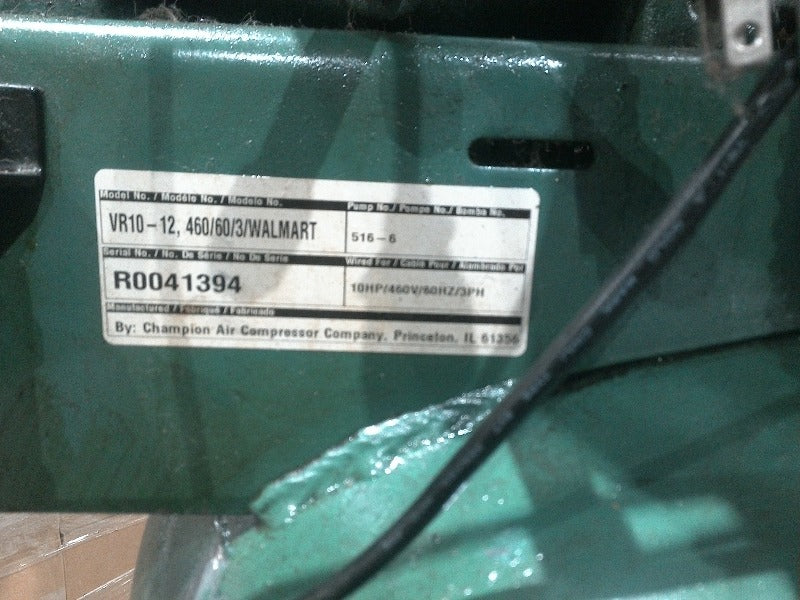 Model No. / Modèle No. / Modelo No.
VR10-12, 460/60/3/WALMART
Pump No./ Pompe No./ Bomba No.
516-6
Serial No. / No. De Série / No De Serie
R0041394
Wired For / Cable Pour / Alambrado Por
10HP/460V/60HZ/3PH
Manufactured / Fabriqué / Fabricado
By: Champion Air Compressor Company, Princeton, IL 61356